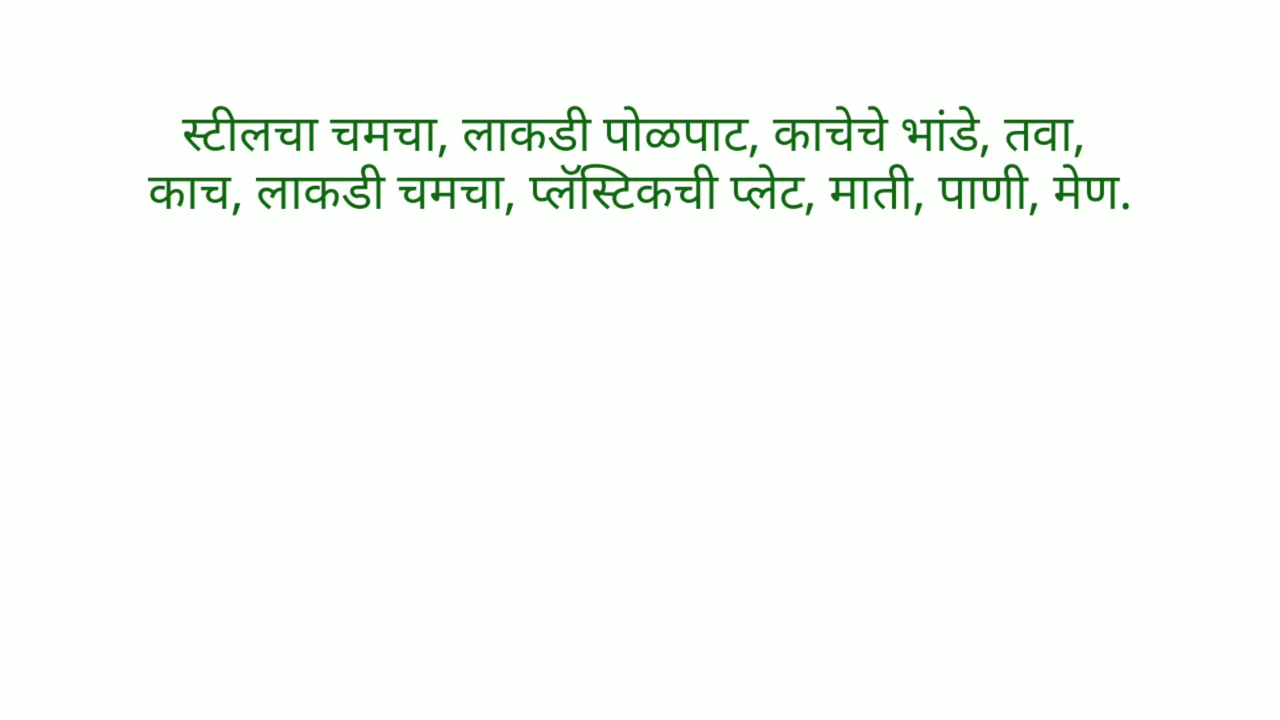 स्टीलचा चमचा, लाकडी पोळपाट, काचेचे भांडे, तवा,
काच, लाकडी चमचा, प्लॅस्टिकची प्लेट, माती, पाणी, मेण.